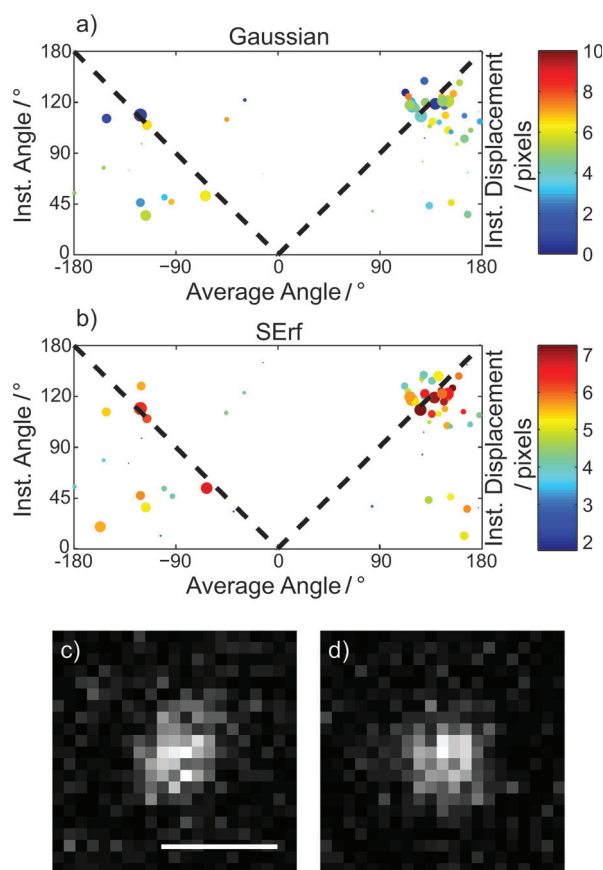 a)
Gaussian
180
120
90
45
0
Inst. Angle / °
-180
-90
0
90
180
Average Angle / °
Inst. Displacement
/ pixels
10
8
6
4
2
0
b)
SErf
180
120
90
45
0
Inst. Angle / °
-180
-90
0
90
180
Average Angle / °
Inst. Displacement
/ pixels
7
6
5
4
3
2
c)
d)